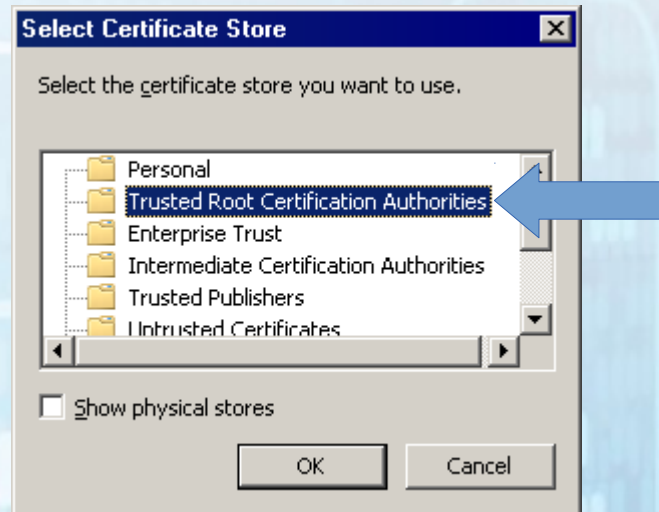 Select Certificate Store
Select the certificate store you want to use.
Personal
Trusted Root Certification Authorities
Enterprise Trust
Intermediate Certification Authorities
Trusted Publishers
Untrusted Certificates
Show physical stores
OK
Cancel